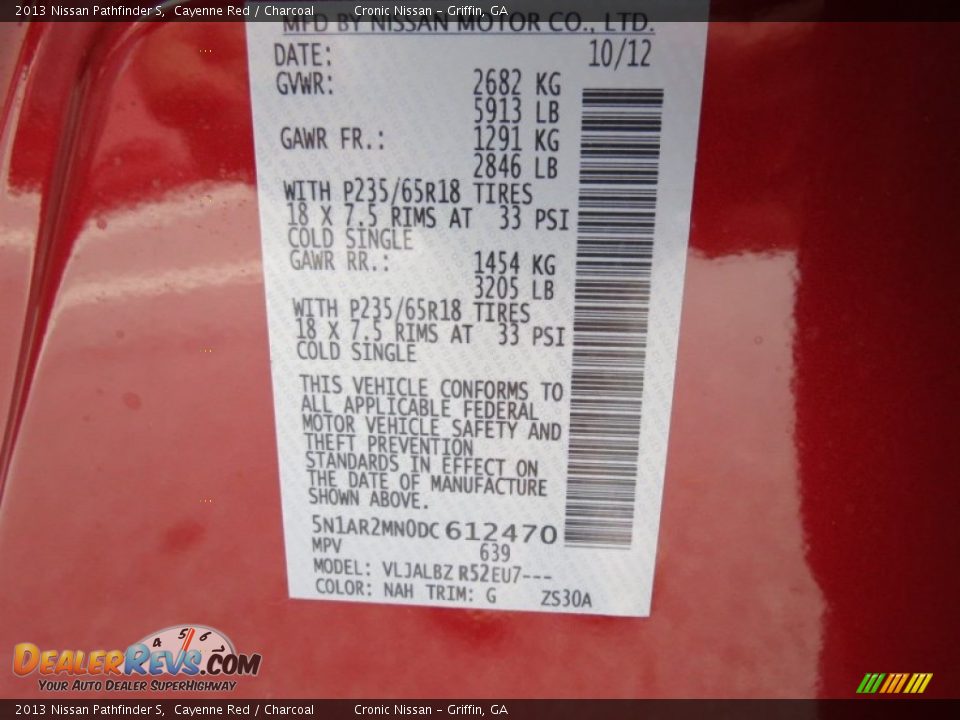 2013 Nissan Pathfinder S, Cayenne Red / Charcoal Cronic Nissan - Griffin, GA
MFD BY NISSAN MOTOR CO., LTD.
DATE: 10/12
GVWR: 2682 KG
5913 LB
GAWR FR.: 1291 KG
2846 LB
WITH P235/65R18 TIRES
18 X 7.5 RIMS AT 33 PSI
COLD SINGLE
GAWR RR.: 1454 KG
3205 LB
WITH P235/65R18 TIRES
18 X 7.5 RIMS AT 33 PSI
COLD SINGLE
THIS VEHICLE CONFORMS TO
ALL APPLICABLE FEDERAL
MOTOR VEHICLE SAFETY AND
THEFT PREVENTION
STANDARDS IN EFFECT ON
THE DATE OF MANUFACTURE
SHOWN ABOVE.
5N1AR2MN0DC612470
MPV 639
MODEL: VLJALBZ R52EU7---
COLOR: NAH TRIM: G ZS30A
4 5 6
DEALERREVS.COM
YOUR AUTO DEALER SUPERHIGHWAY
2013 Nissan Pathfinder S, Cayenne Red / Charcoal Cronic Nissan - Griffin, GA